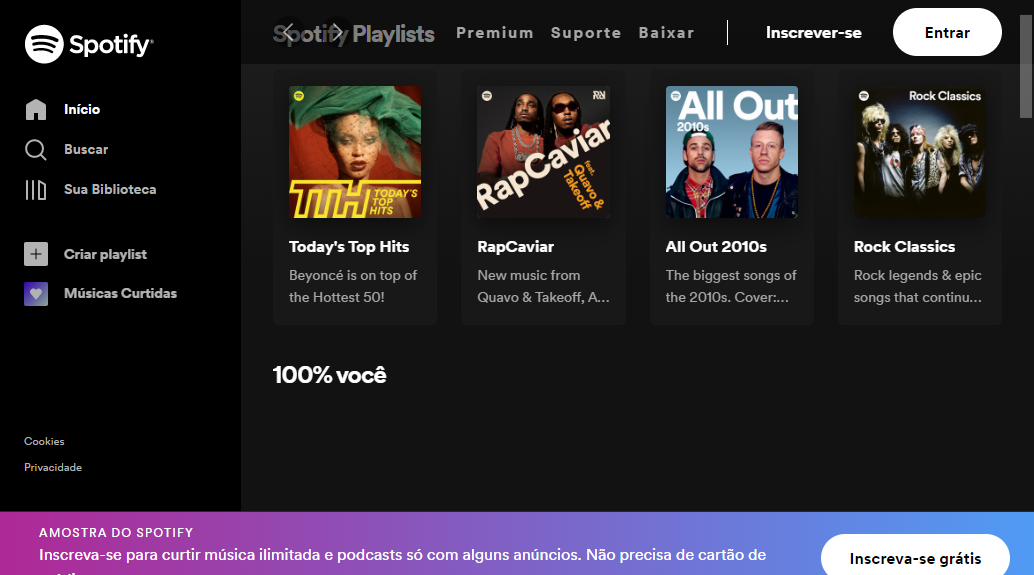 Spotify
Início
Buscar
Sua Biblioteca
Criar playlist
Músicas Curtidas
Cookies
Privacidade
Spotify Playlists
Premium
Suporte
Baixar
Inscrever-se
Entrar
TTH TODAY'S
TOP
HITS
Today's Top Hits
Beyoncé is on top of
the Hottest 50!
RapCaviar
feat.
Quavo &
Takeoff
RapCaviar
New music from
Quavo & Takeoff, A...
All Out
2010s
All Out 2010s
The biggest songs of
the 2010s. Cover:...
Rock Classics
Rock Classics
Rock legends & epic
songs that continu...
100% você
AMOSTRA DO SPOTIFY
Inscreva-se para curtir música ilimitada e podcasts só com alguns anúncios. Não precisa de cartão de
Inscreva-se grátis